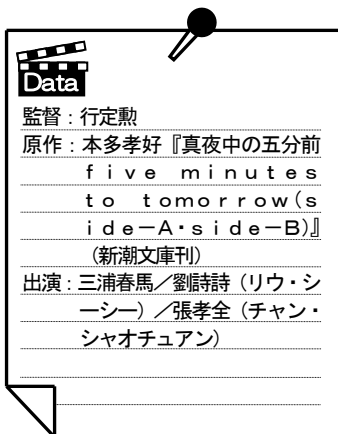 Data
監督：行定勲
原作：本多孝好『真夜中の五分前
ｆｉｖｅ ｍｉｎｕｔｅｓ
ｔｏ ｔｏｍｏｒｒｏｗ（ｓ
ｉｄｅ－Ａ・ｓｉｄｅ－Ｂ）』
（新潮文庫刊）
出演：三浦春馬／劉詩詩（リウ・シ
ーシー）／張孝全（チャン・
シャオチュアン）